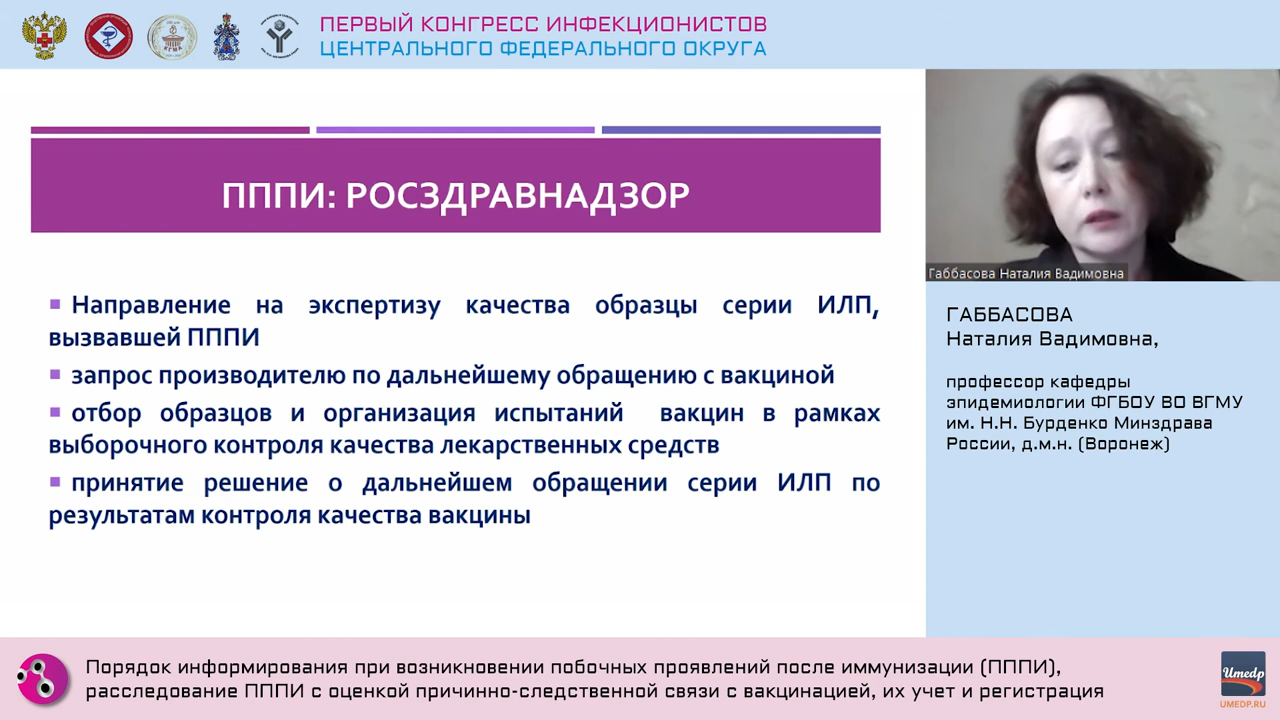 ПЕРВЫЙ КОНГРЕСС ИНФЕКЦИОНИСТОВ
ЦЕНТРАЛЬНОГО ФЕДЕРАЛЬНОГО ОКРУГА
ПППИ: РОСЗДРАВНАДЗОР
Направление на экспертизу качества образцы серии ИЛП,
вызвавшей ПППИ
запрос производителю по дальнейшему обращению с вакциной
отбор образцов и организация испытаний вакцин в рамках
выборочного контроля качества лекарственных средств
принятие решение о дальнейшем обращении серии ИЛП по
результатам контроля качества вакцины
Габбасова Наталия Вадимовна
ГАББАСОВА
Наталия Вадимовна,
профессор кафедры
эпидемиологии ФГБОУ ВО ВГМУ
им. Н.Н. Бурденко Минздрава
России, д.м.н. (Воронеж)
Порядок информирования при возникновении побочных проявлений после иммунизации (ПППИ),
расследование ПППИ с оценкой причинно-следственной связи с вакцинацией, их учет и регистрация
Umedp
UMEDP.RU